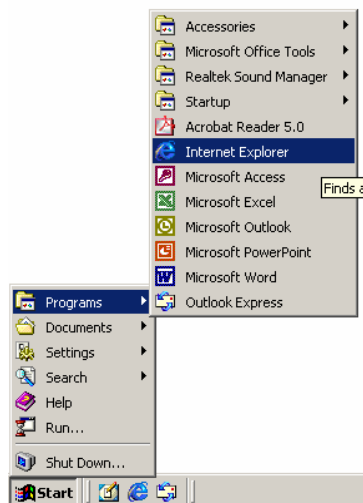 Accessories
Microsoft Office Tools
Realtek Sound Manager
Startup
Acrobat Reader 5.0
Internet Explorer
Microsoft Access
Finds a
Microsoft Excel
Microsoft Outlook
Microsoft PowerPoint
Microsoft Word
Outlook Express
Programs
Documents
Settings
Search
Help
Run...
Shut Down...
Start